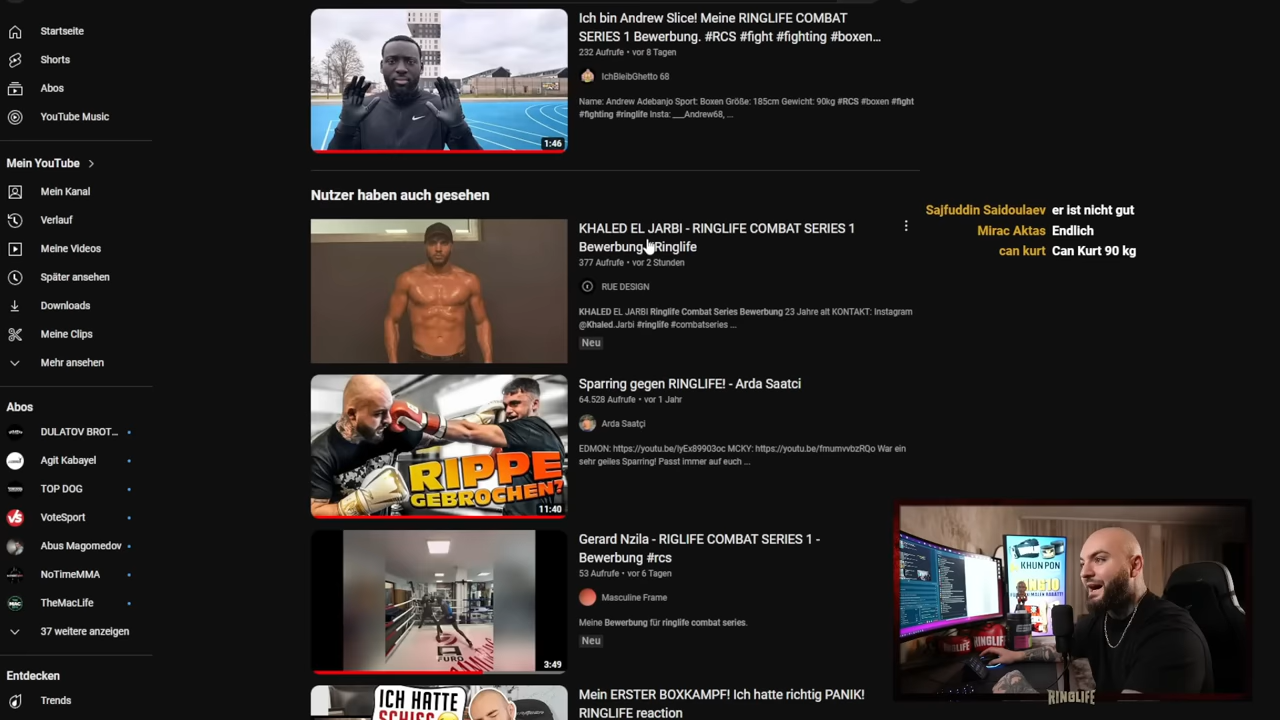 Startseite
Shorts
Abos
YouTube Music
Mein YouTube
Mein Kanal
Verlauf
Meine Videos
Später ansehen
Downloads
Meine Clips
Mehr ansehen
Abos
DULATOV BROT...
Agit Kabayel
TOP DOG
VoteSport
Abus Magomedov
NoTimeMMA
TheMacLife
37 weitere anzeigen
Entdecken
Trends
1:46
Ich bin Andrew Slice! Meine RINGLIFE COMBAT
SERIES 1 Bewerbung. #RCS #fight #fighting #boxen...
232 Aufrufe • vor 8 Tagen
IchBleibGhetto 68
Name: Andrew Adebanjo Sport: Boxen Größe: 185cm Gewicht: 90kg #RCS #boxen #fight
#fighting #ringlife Insta: ___Andrew68, ...
Nutzer haben auch gesehen
KHALED EL JARBI - RINGLIFE COMBAT SERIES 1
Bewerbung #Ringlife
377 Aufrufe • vor 2 Stunden
RUE DESIGN
KHALED EL JARBI Ringlife Combat Series Bewerbung 23 Jahre alt KONTAKT: Instagram
@Khaled.Jarbi #ringlife #combatseries ...
Neu
RIPPE
GEBROCHEN?
11:40
Sparring gegen RINGLIFE! - Arda Saatci
64.528 Aufrufe • vor 1 Jahr
Arda Saatçi
EDMON: https://youtu.be/IyEx89903oc MCKY: https://youtu.be/fmumvvbzRQo War ein
sehr geiles Sparring! Passt immer auf euch ...
3:49
Gerard Nzila - RIGLIFE COMBAT SERIES 1 -
Bewerbung #rcs
53 Aufrufe • vor 6 Tagen
Masculine Frame
Meine Bewerbung für ringlife combat series.
Neu
ICH HATTE
Mein ERSTER BOXKAMPF! Ich hatte richtig PANIK!
RINGLIFE reaction
Sajfuddin Saidoulaev er ist nicht gut
Mirac Aktas Endlich
can kurt Can Kurt 90 kg
KHUN PON
RINGLIFE
RINGLIFE